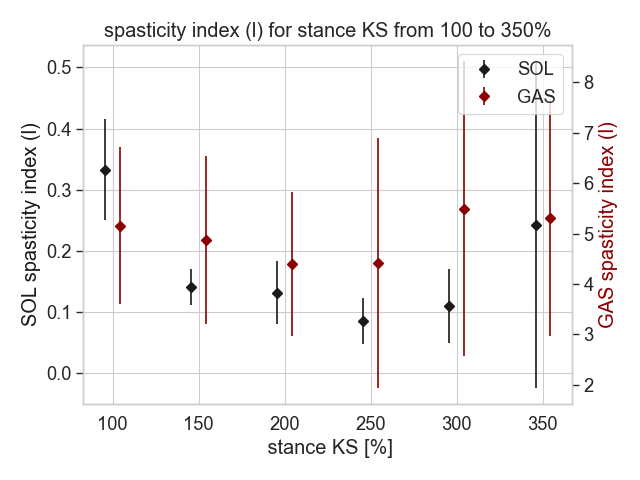 spasticity index (I) for stance KS from 100 to 350%
SOL
GAS
SOL spasticity index (I)
0.5
0.4
0.3
0.2
0.1
0.0
8
7
6
5
4
3
2
GAS spasticity index (I)
100 150 200 250 300 350
stance KS [%]